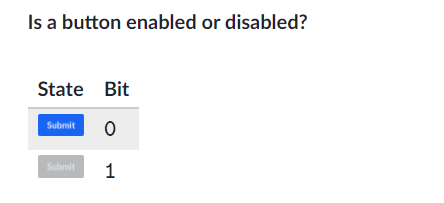 Is a button enabled or disabled?
State Bit
Submit 0
Submit 1